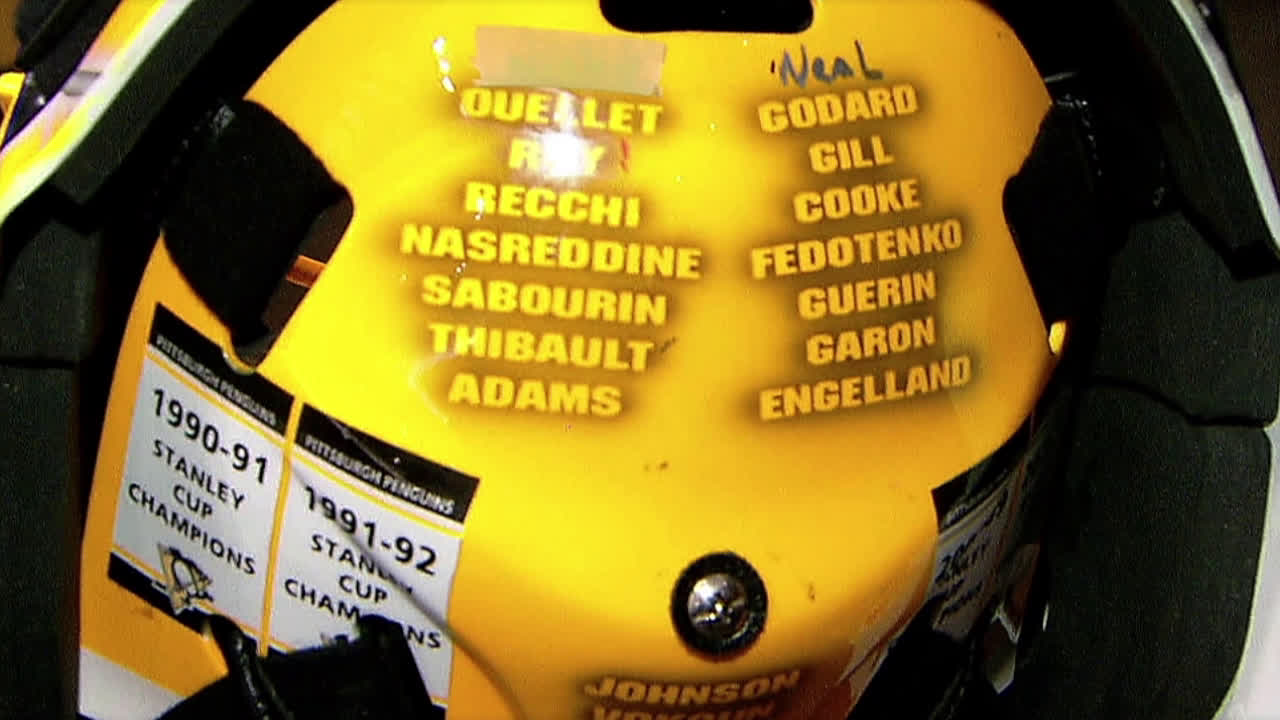 Neal
OUELLET
GODARD
GILL
RECCHI
COOKE
NASREDDINE
FEDOTENKO
SABOURIN
GUERIN
THIBAULT
GARON
ADAMS
ENGELLAND
PITTSBURGH PENGUINS
1990-91
STANLEY
CUP
CHAMPIONS
PITTSBURGH PENGUINS
1991-92
STANLEY
CUP
CHAMPIONS
JOHNSON